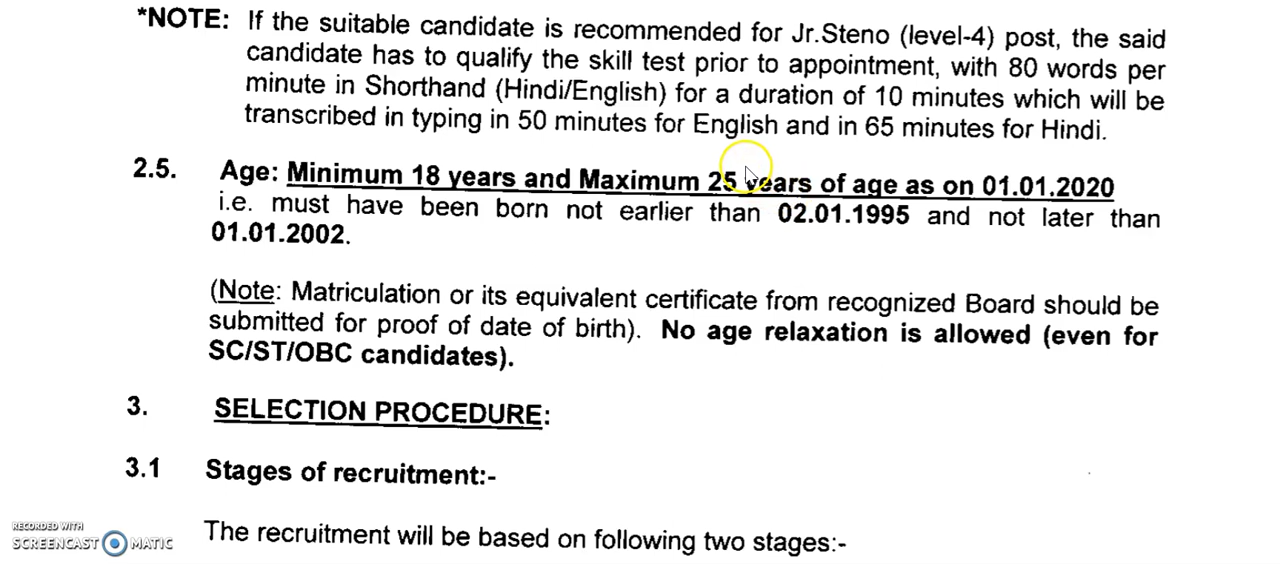 *NOTE: If the suitable candidate is recommended for Jr.Steno (level-4) post, the said
candidate has to qualify the skill test prior to appointment, with 80 words per
minute in Shorthand (Hindi/English) for a duration of 10 minutes which will be
transcribed in typing in 50 minutes for English and in 65 minutes for Hindi.
2.5. Age: Minimum 18 years and Maximum 25 years of age as on 01.01.2020
i.e. must have been born not earlier than 02.01.1995 and not later than
01.01.2002.
(Note: Matriculation or its equivalent certificate from recognized Board should be
submitted for proof of date of birth). No age relaxation is allowed (even for
SC/ST/OBC candidates).
3. SELECTION PROCEDURE:
3.1 Stages of recruitment:-
The recruitment will be based on following two stages:-
RECORDED WITH
SCREENCAST MATIC